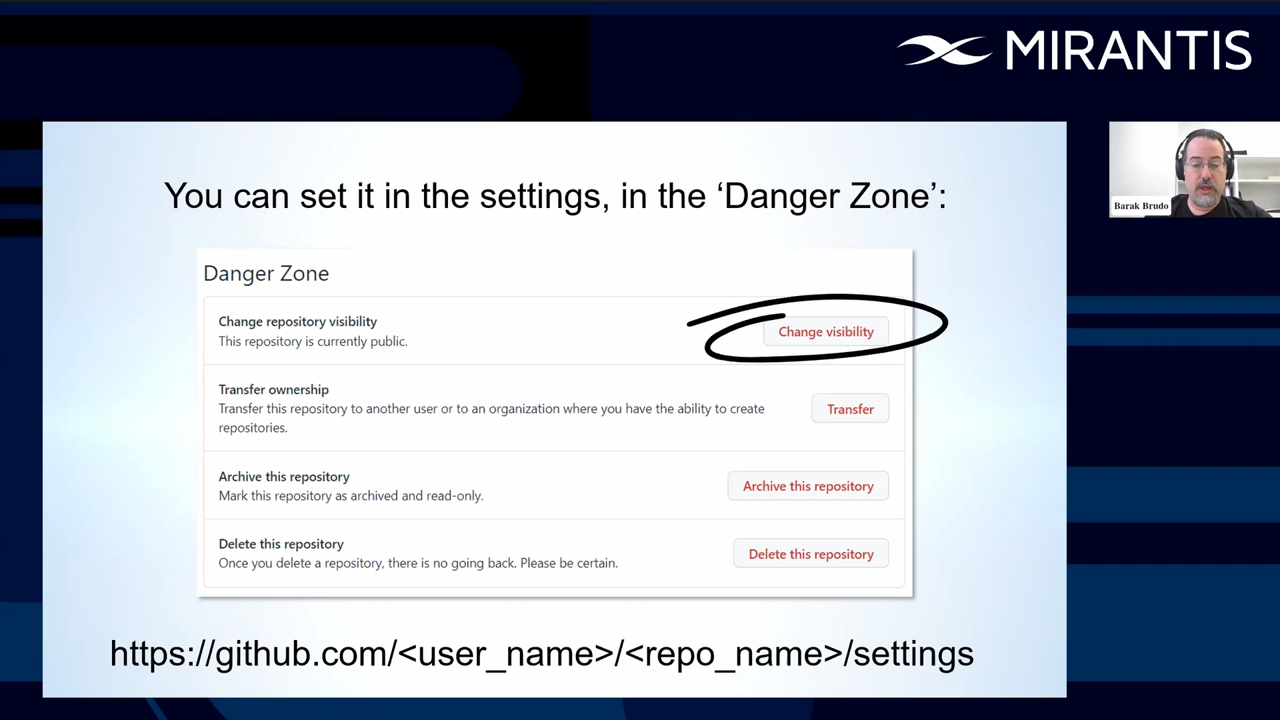 MIRANTIS
You can set it in the settings, in the ‘Danger Zone’:
Barak Brudo
Danger Zone
Change repository visibility
This repository is currently public.
Change visibility
Transfer ownership
Transfer this repository to another user or to an organization where you have the ability to create
repositories.
Transfer
Archive this repository
Mark this repository as archived and read-only.
Archive this repository
Delete this repository
Once you delete a repository, there is no going back. Please be certain.
Delete this repository
https://github.com/<user_name>/<repo_name>/settings